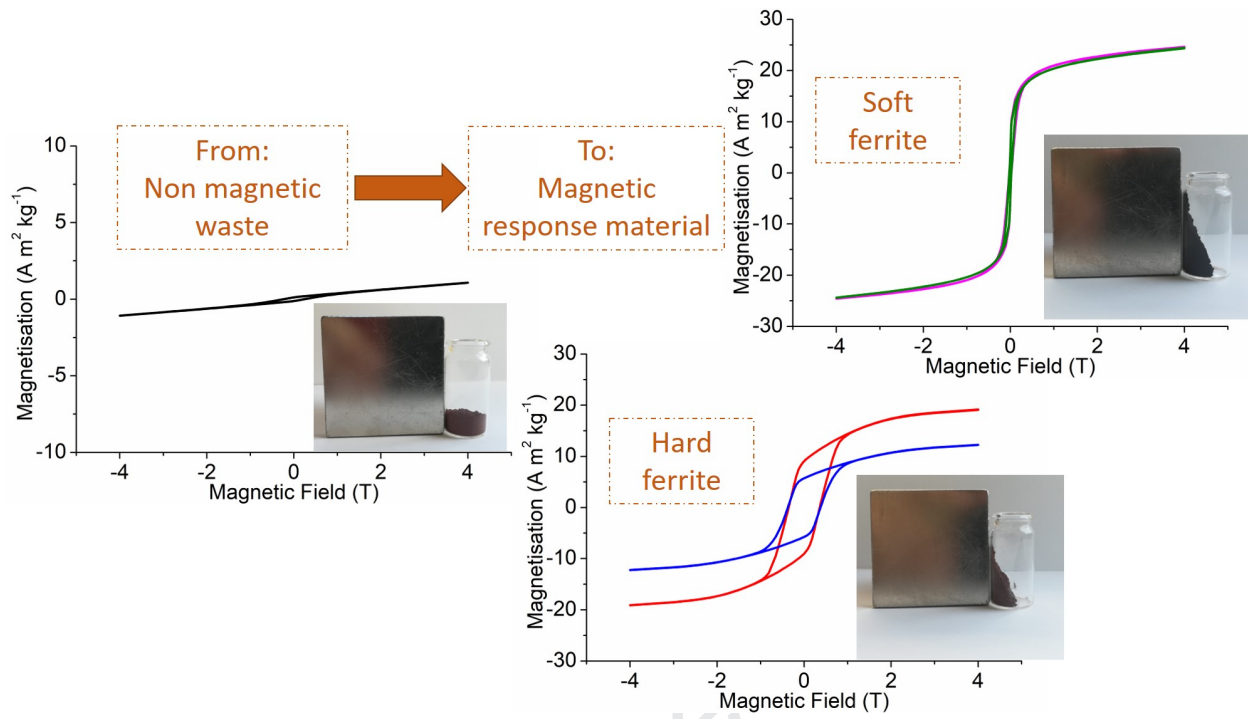 From:
Non magnetic
waste
To:
Magnetic
response material
10
5
0
-5
-10
-4
-2
0
2
4
Magnetisation (A m² kg⁻¹)
Magnetic Field (T)
Soft
ferrite
30
20
10
0
-10
-20
-30
-4
-2
0
2
4
Magnetisation (A m² kg⁻¹)
Magnetic Field (T)
Hard
ferrite
30
20
10
0
-10
-20
-30
-4
-2
0
2
4
Magnetisation (A m² kg⁻¹)
Magnetic Field (T)